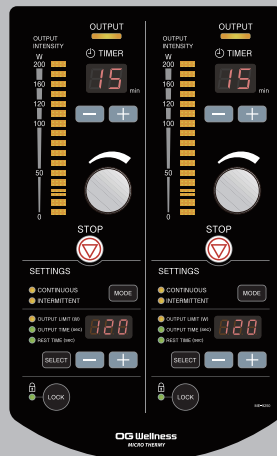 OUTPUT
OUTPUT INTENSITY
W
200
160
120
100
50
0
TIMER
15 min
− +
STOP
SETTINGS
CONTINUOUS
INTERMITTENT
MODE
OUTPUT LIMIT (W)
OUTPUT TIME (sec)
REST TIME (sec)
120
SELECT
− +
LOCK
OUTPUT
OUTPUT INTENSITY
W
200
160
120
100
50
0
TIMER
15 min
− +
STOP
SETTINGS
CONTINUOUS
INTERMITTENT
MODE
OUTPUT LIMIT (W)
OUTPUT TIME (sec)
REST TIME (sec)
120
SELECT
− +
LOCK
OG Wellness
MICRO THERMY